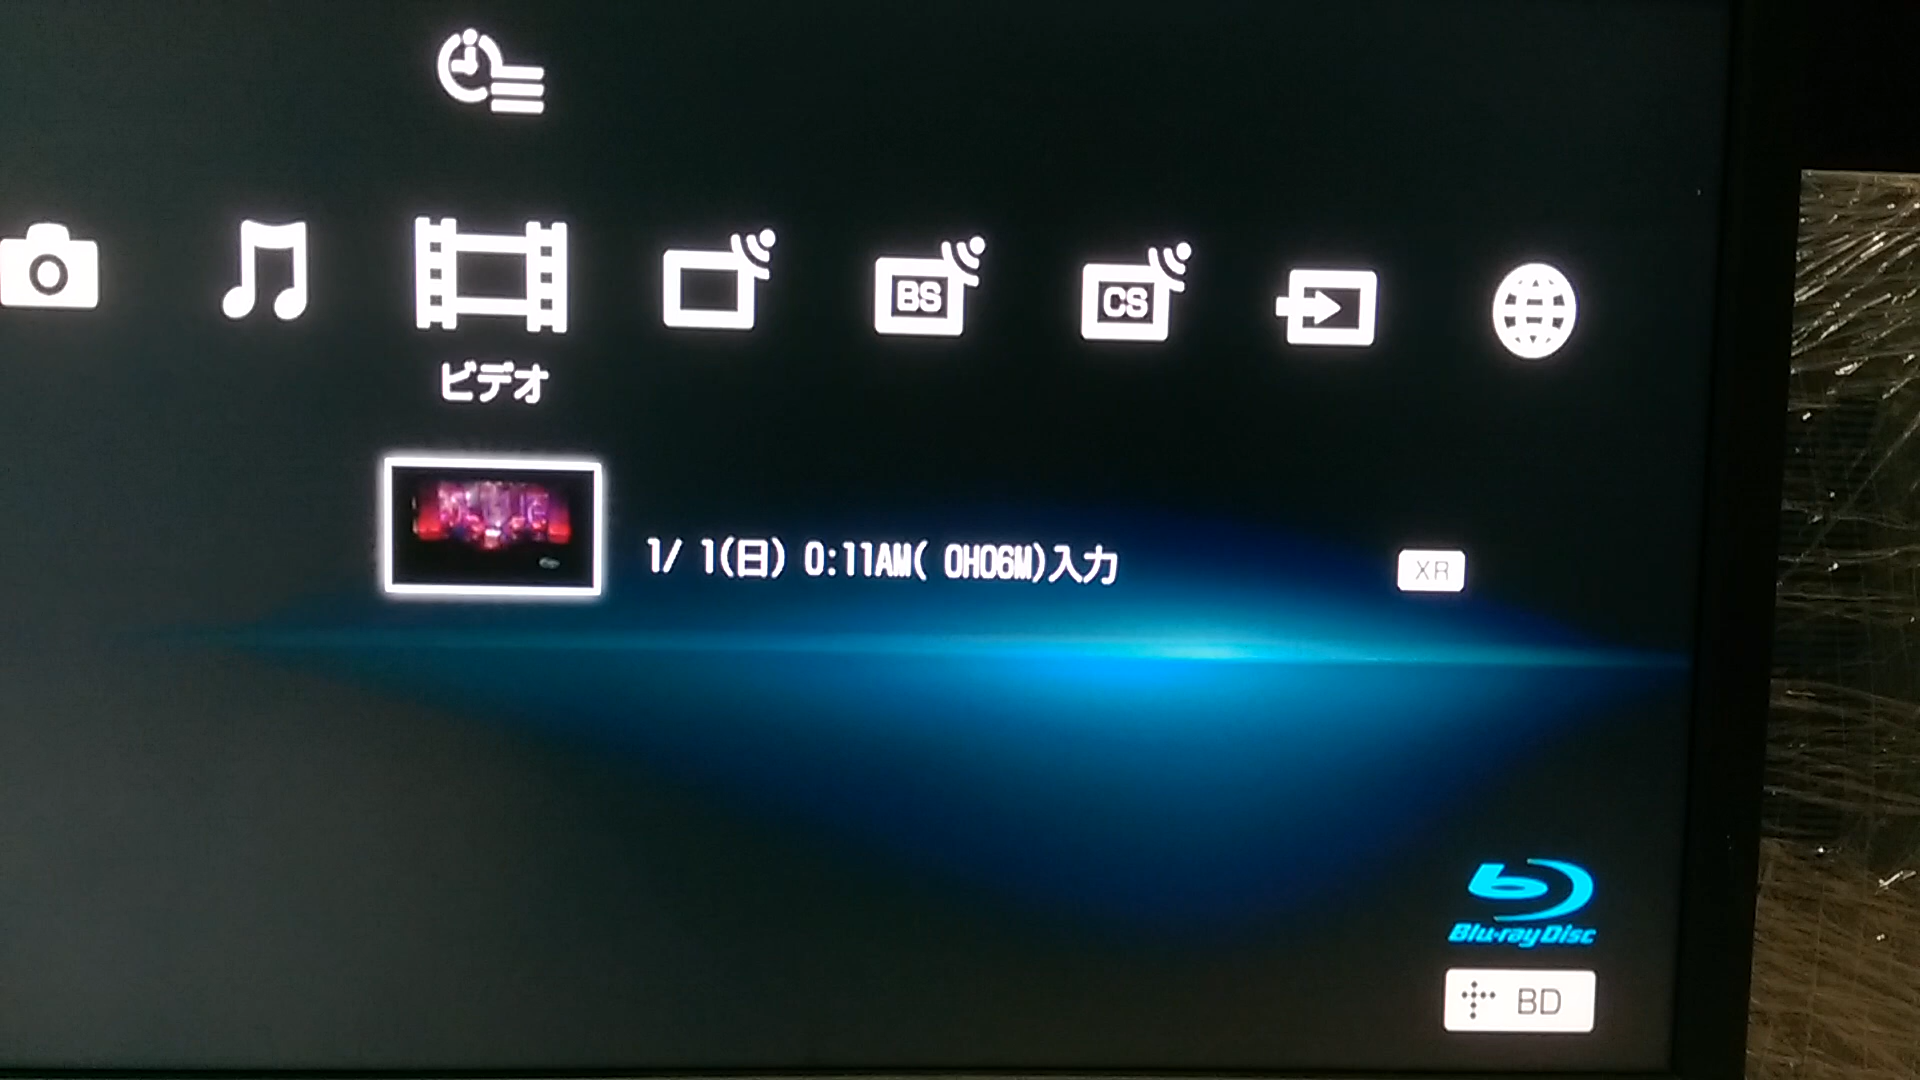 BS
CS
ビデオ
1/ 1(日) 0:11AM( 0H06M)入力
XR
Blu-ray Disc
BD